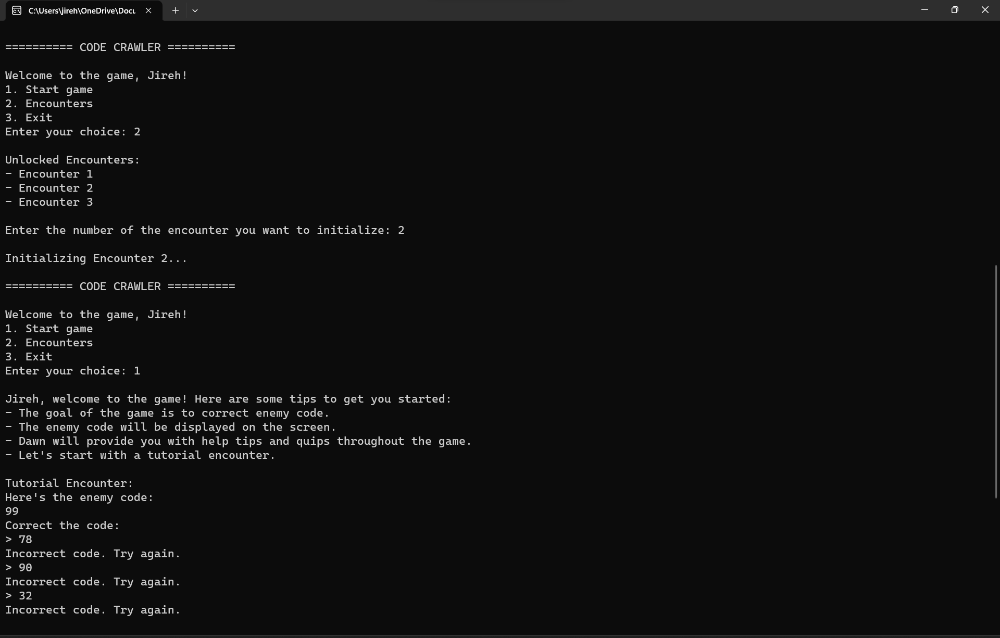 C:\Users\jireh\OneDrive\Docu
========== CODE CRAWLER ==========
Welcome to the game, Jireh!
1. Start game
2. Encounters
3. Exit
Enter your choice: 2
Unlocked Encounters:
- Encounter 1
- Encounter 2
- Encounter 3
Enter the number of the encounter you want to initialize: 2
Initializing Encounter 2...
========== CODE CRAWLER ==========
Welcome to the game, Jireh!
1. Start game
2. Encounters
3. Exit
Enter your choice: 1
Jireh, welcome to the game! Here are some tips to get you started:
- The goal of the game is to correct enemy code.
- The enemy code will be displayed on the screen.
- Dawn will provide you with help tips and quips throughout the game.
- Let's start with a tutorial encounter.
Tutorial Encounter:
Here's the enemy code:
99
Correct the code:
> 78
Incorrect code. Try again.
> 90
Incorrect code. Try again.
> 32
Incorrect code. Try again.